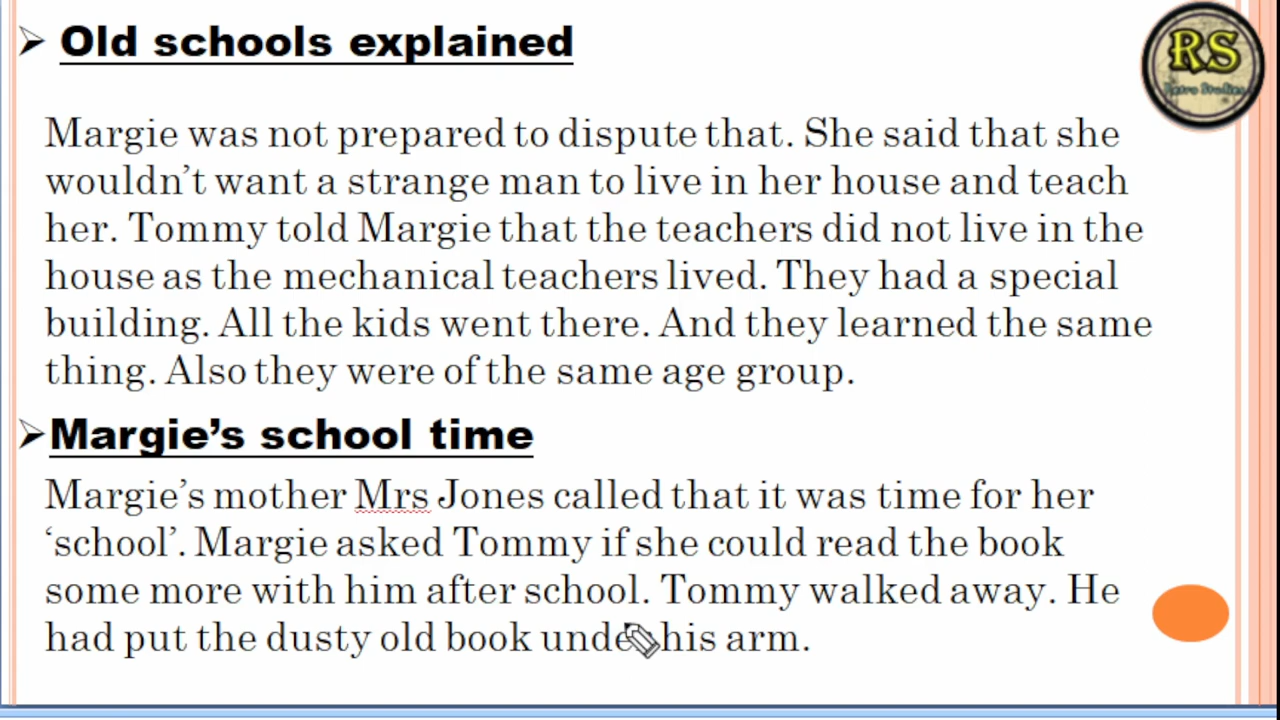 Old schools explained
RS
Retro Studies
Margie was not prepared to dispute that. She said that she
wouldn’t want a strange man to live in her house and teach
her. Tommy told Margie that the teachers did not live in the
house as the mechanical teachers lived. They had a special
building. All the kids went there. And they learned the same
thing. Also they were of the same age group.
Margie’s school time
Margie’s mother Mrs Jones called that it was time for her
‘school’. Margie asked Tommy if she could read the book
some more with him after school. Tommy walked away. He
had put the dusty old book under his arm.